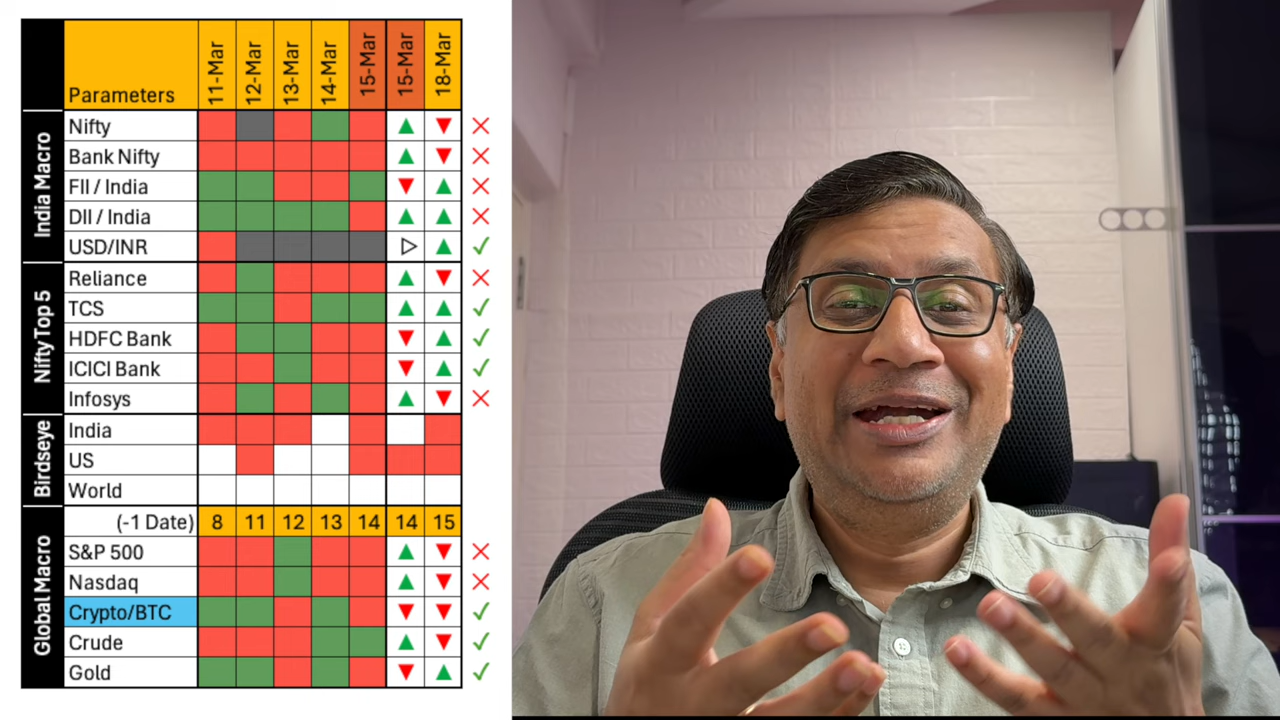 Parameters 11-Mar 12-Mar 13-Mar 14-Mar 15-Mar 15-Mar 18-Mar
India Macro
Nifty
Bank Nifty
FII / India
DII / India
USD/INR
Nifty Top 5
Reliance
TCS
HDFC Bank
ICICI Bank
Infosys
Birdseye
India
US
World
Global Macro
(-1 Date) 8 11 12 13 14 14 15
S&P 500
Nasdaq
Crypto/BTC
Crude
Gold